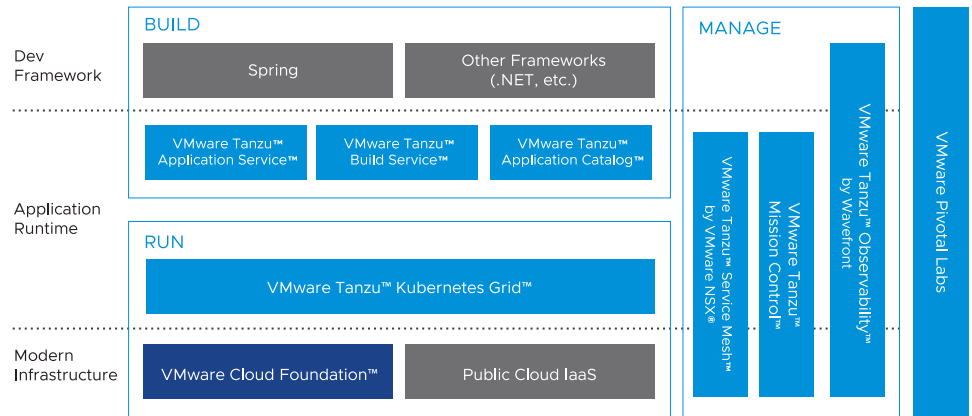 Dev
Framework
Application
Runtime
Modern
Infrastructure
BUILD
Spring
Other Frameworks
(.NET, etc.)
VMware Tanzu™
Application Service™
VMware Tanzu™
Build Service™
VMware Tanzu™
Application Catalog™
RUN
VMware Tanzu™ Kubernetes Grid™
VMware Cloud Foundation™
Public Cloud IaaS
MANAGE
VMware Tanzu™ Service Mesh™
by VMware NSX®
VMware Tanzu™
Mission Control™
VMware Tanzu™ Observability™
by Wavefront
VMware Pivotal Labs